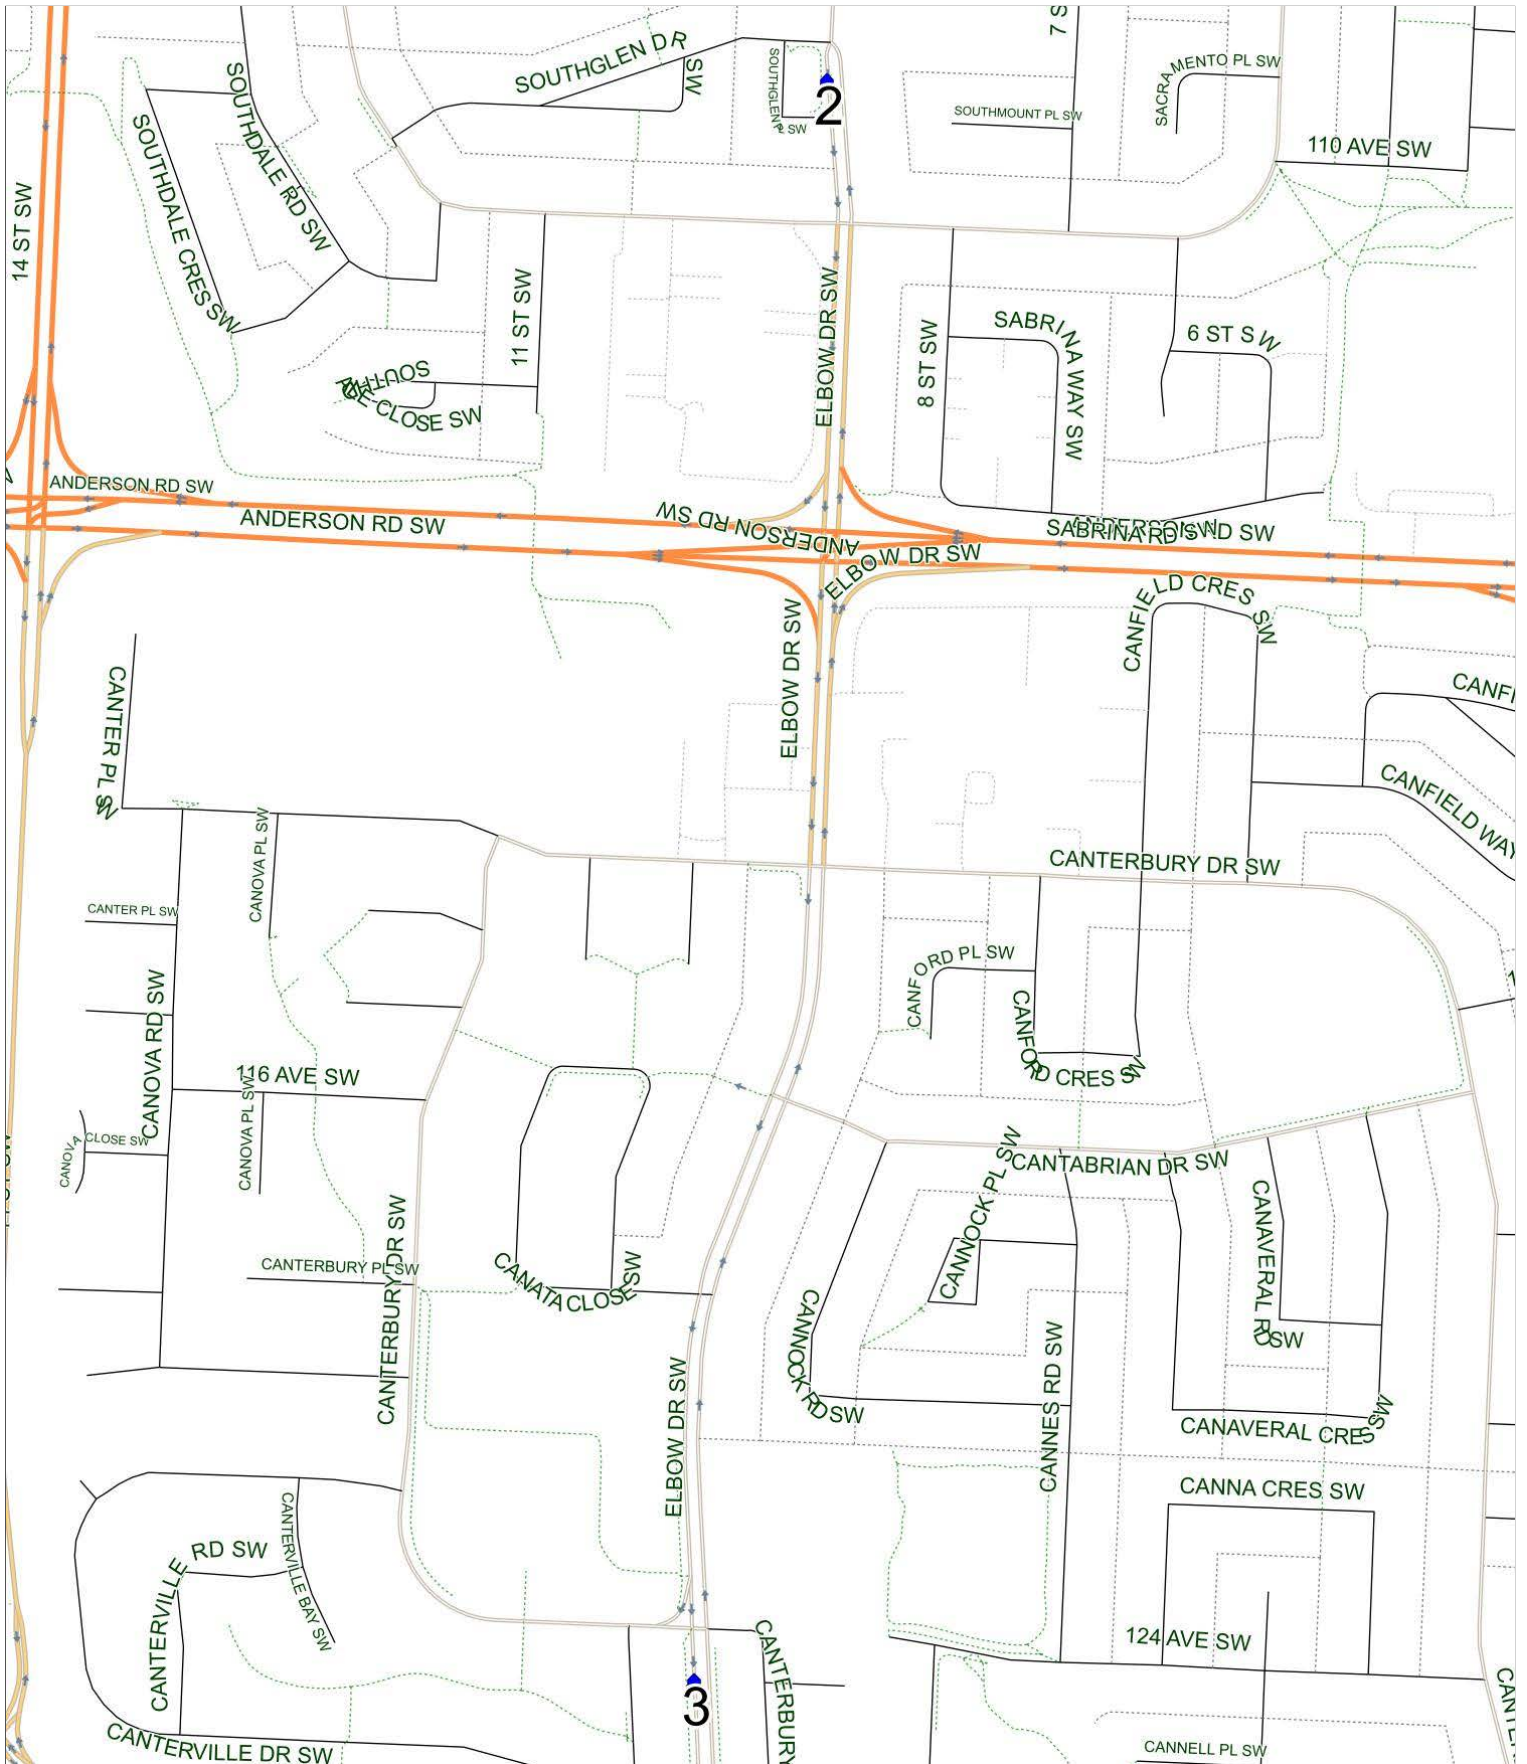 SOUTHGLEN DR SW
7 S
SACRAMENTO PL SW
SOUTHDALE RD SW
SOUTHGLEN PL SW
2
SOUTHMOUNT PL SW
SOUTHDALE CRES SW
110 AVE SW
14 ST SW
11 ST SW
ELBOW DR SW
8 ST SW
SABRINA WAY SW
6 ST SW
CLOSE SW
ANDERSON RD SW
ANDERSON RD SW
ANDERSON RD SW
SABRINA RD SW
ELBOW DR SW
CANFIELD CRES SW
ELBOW DR SW
CANTER PL SW
CANFI
CANFIELD WAY
CANOVA PL SW
CANTERBURY DR SW
CANTER PL SW
CANFORD PL SW
CANOVA RD SW
CANFORD CRES SW
116 AVE SW
CANOVA PL SW
CANOVA CLOSE SW
CANNOCK PL SW
CANTABRIAN DR SW
CANAVERAL RD SW
CANTERBURY DR SW
CANTERBURY PL SW
CANATA CLOSE SW
CANNOCK RD SW
CANNES RD SW
ELBOW DR SW
CANAVERAL CRES SW
CANNA CRES SW
CANTERVILLE RD SW
CANTERVILLE BAY SW
124 AVE SW
3
CANTERBURY
CANTE
CANTERVILLE DR SW
CANNELL PL SW